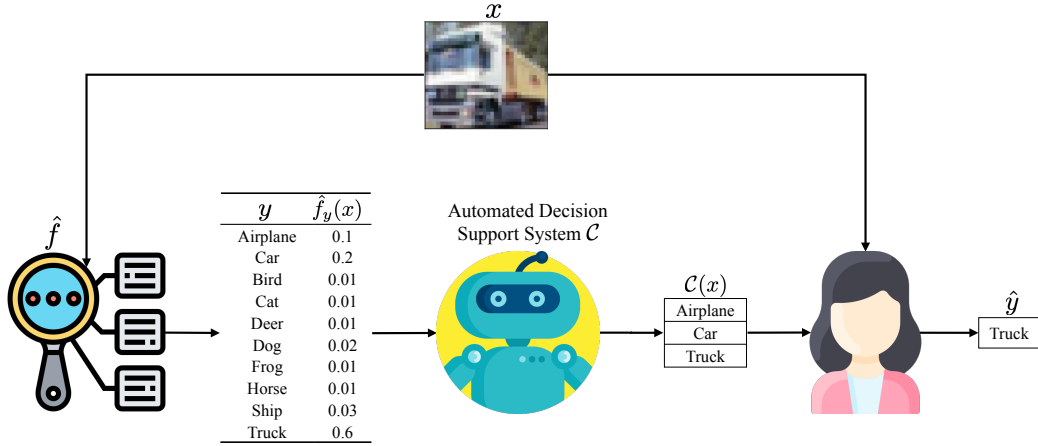 x
f̂
y f̂_y(x)
Airplane 0.1
Car 0.2
Bird 0.01
Cat 0.01
Deer 0.01
Dog 0.02
Frog 0.01
Horse 0.01
Ship 0.03
Truck 0.6
Automated Decision
Support System 𝒞
𝒞(x)
Airplane
Car
Truck
ŷ
Truck